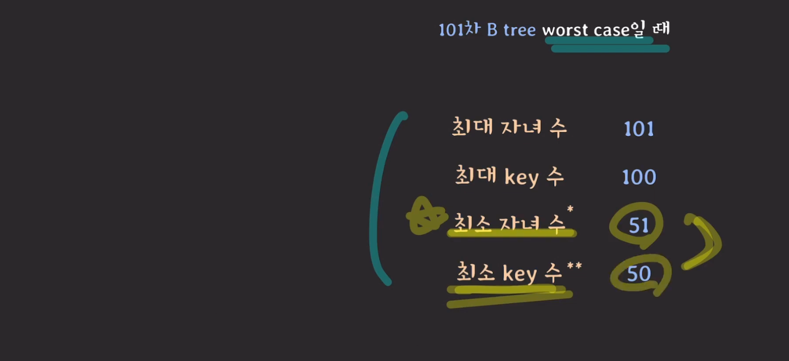 101차 B tree worst case일 때
최대 자녀 수 101
최대 key 수 100
최소 자녀 수* 51
최소 key 수** 50